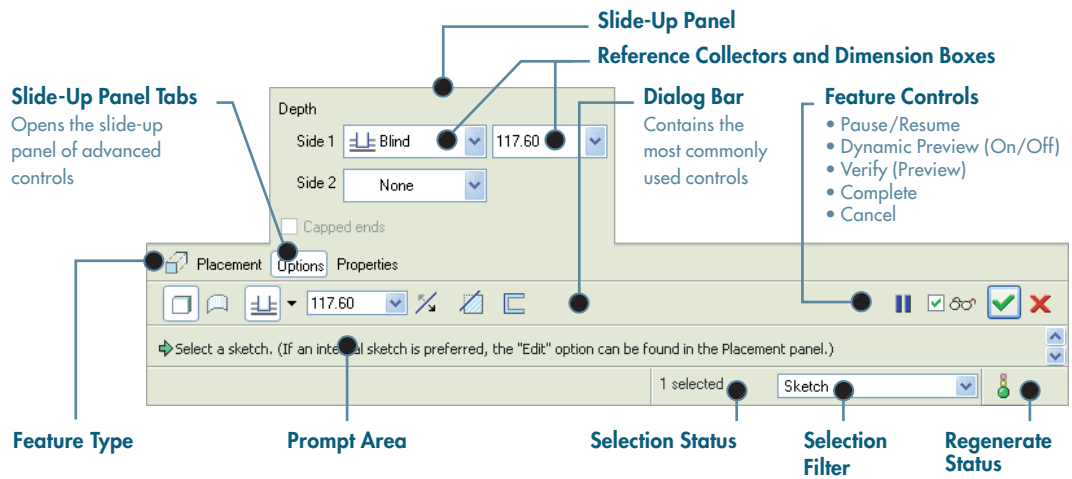 Slide-Up Panel
Reference Collectors and Dimension Boxes
Slide-Up Panel Tabs
Opens the slide-up
panel of advanced
controls
Dialog Bar
Contains the
most commonly
used controls
Feature Controls
• Pause/Resume
• Dynamic Preview (On/Off)
• Verify (Preview)
• Complete
• Cancel
Depth
Side 1 Blind 117.60
Side 2 None
Capped ends
Placement Options Properties
117.60
Select a sketch. (If an internal sketch is preferred, the "Edit" option can be found in the Placement panel.)
1 selected Sketch
Feature Type
Prompt Area
Selection Status
Selection
Filter
Regenerate
Status